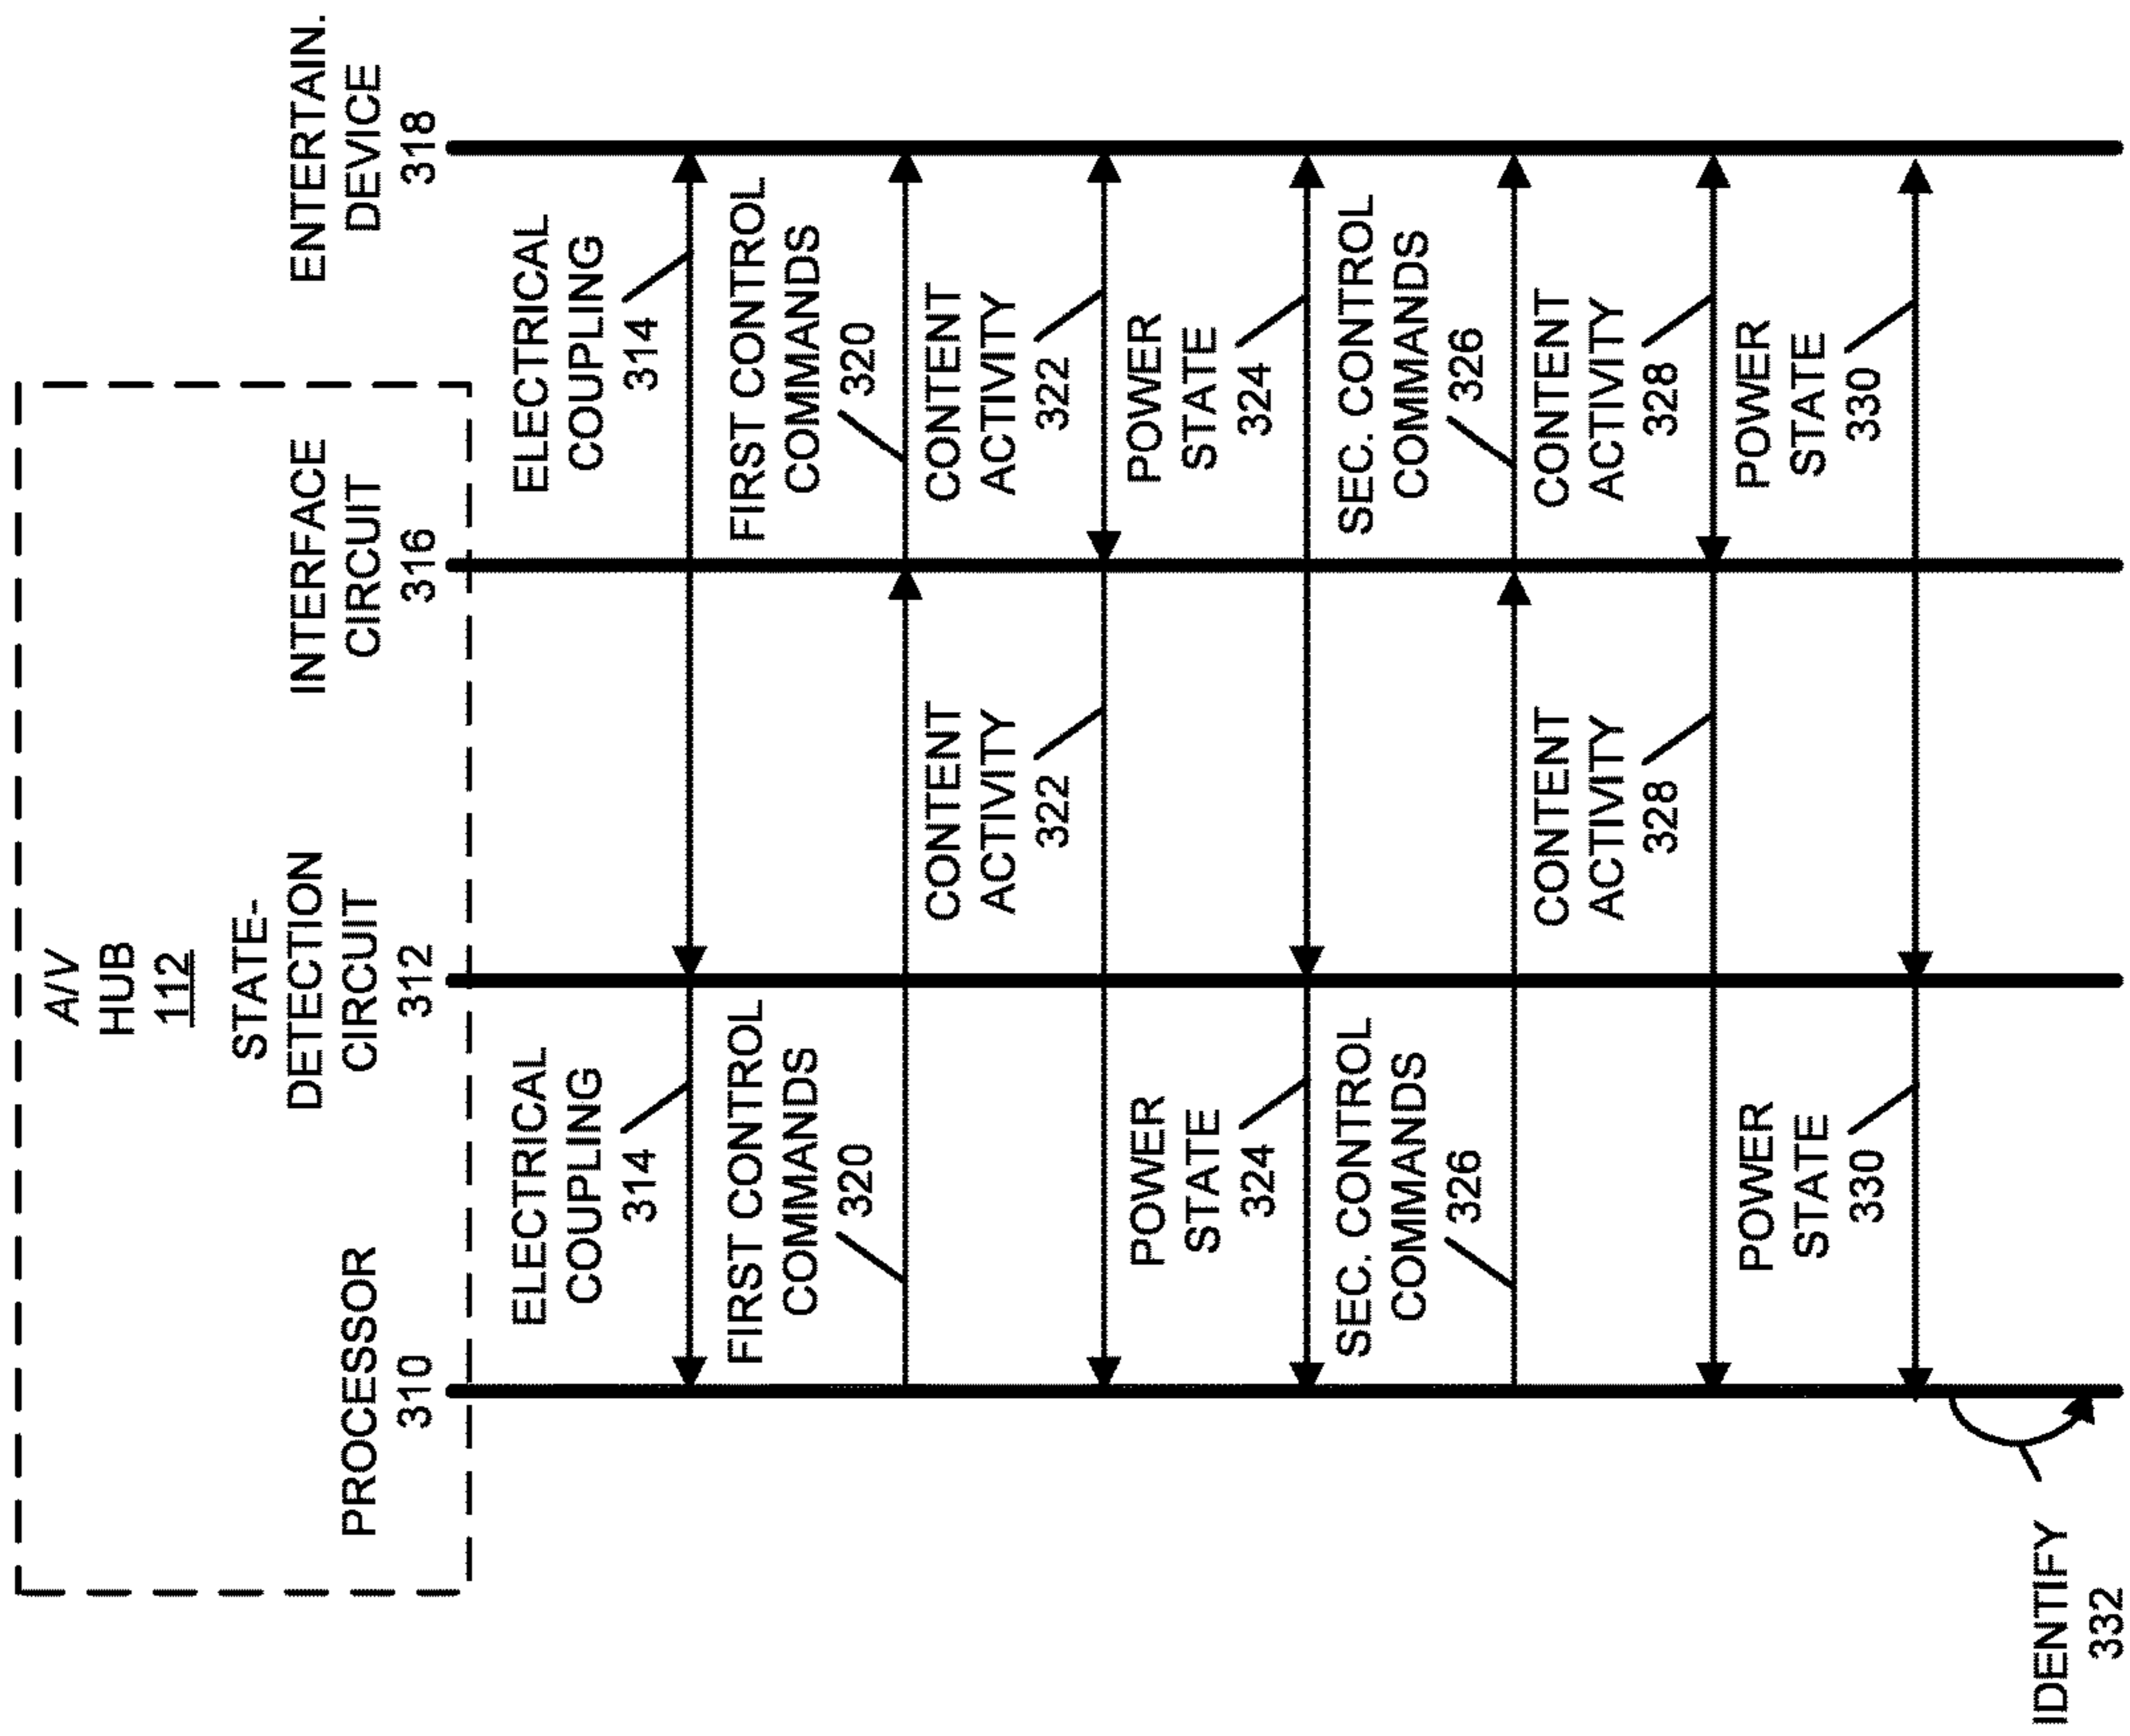 A/V
HUB
112
PROCESSOR
310
STATE-
DETECTION
CIRCUIT
312
INTERFACE
CIRCUIT
316
ENTERTAIN.
DEVICE
318
ELECTRICAL
COUPLING
314
ELECTRICAL
COUPLING
314
FIRST CONTROL
COMMANDS
320
FIRST CONTROL
COMMANDS
320
CONTENT
ACTIVITY
322
CONTENT
ACTIVITY
322
POWER
STATE
324
POWER
STATE
324
SEC. CONTROL
COMMANDS
326
SEC. CONTROL
COMMANDS
326
CONTENT
ACTIVITY
328
CONTENT
ACTIVITY
328
POWER
STATE
330
POWER
STATE
330
IDENTIFY
332